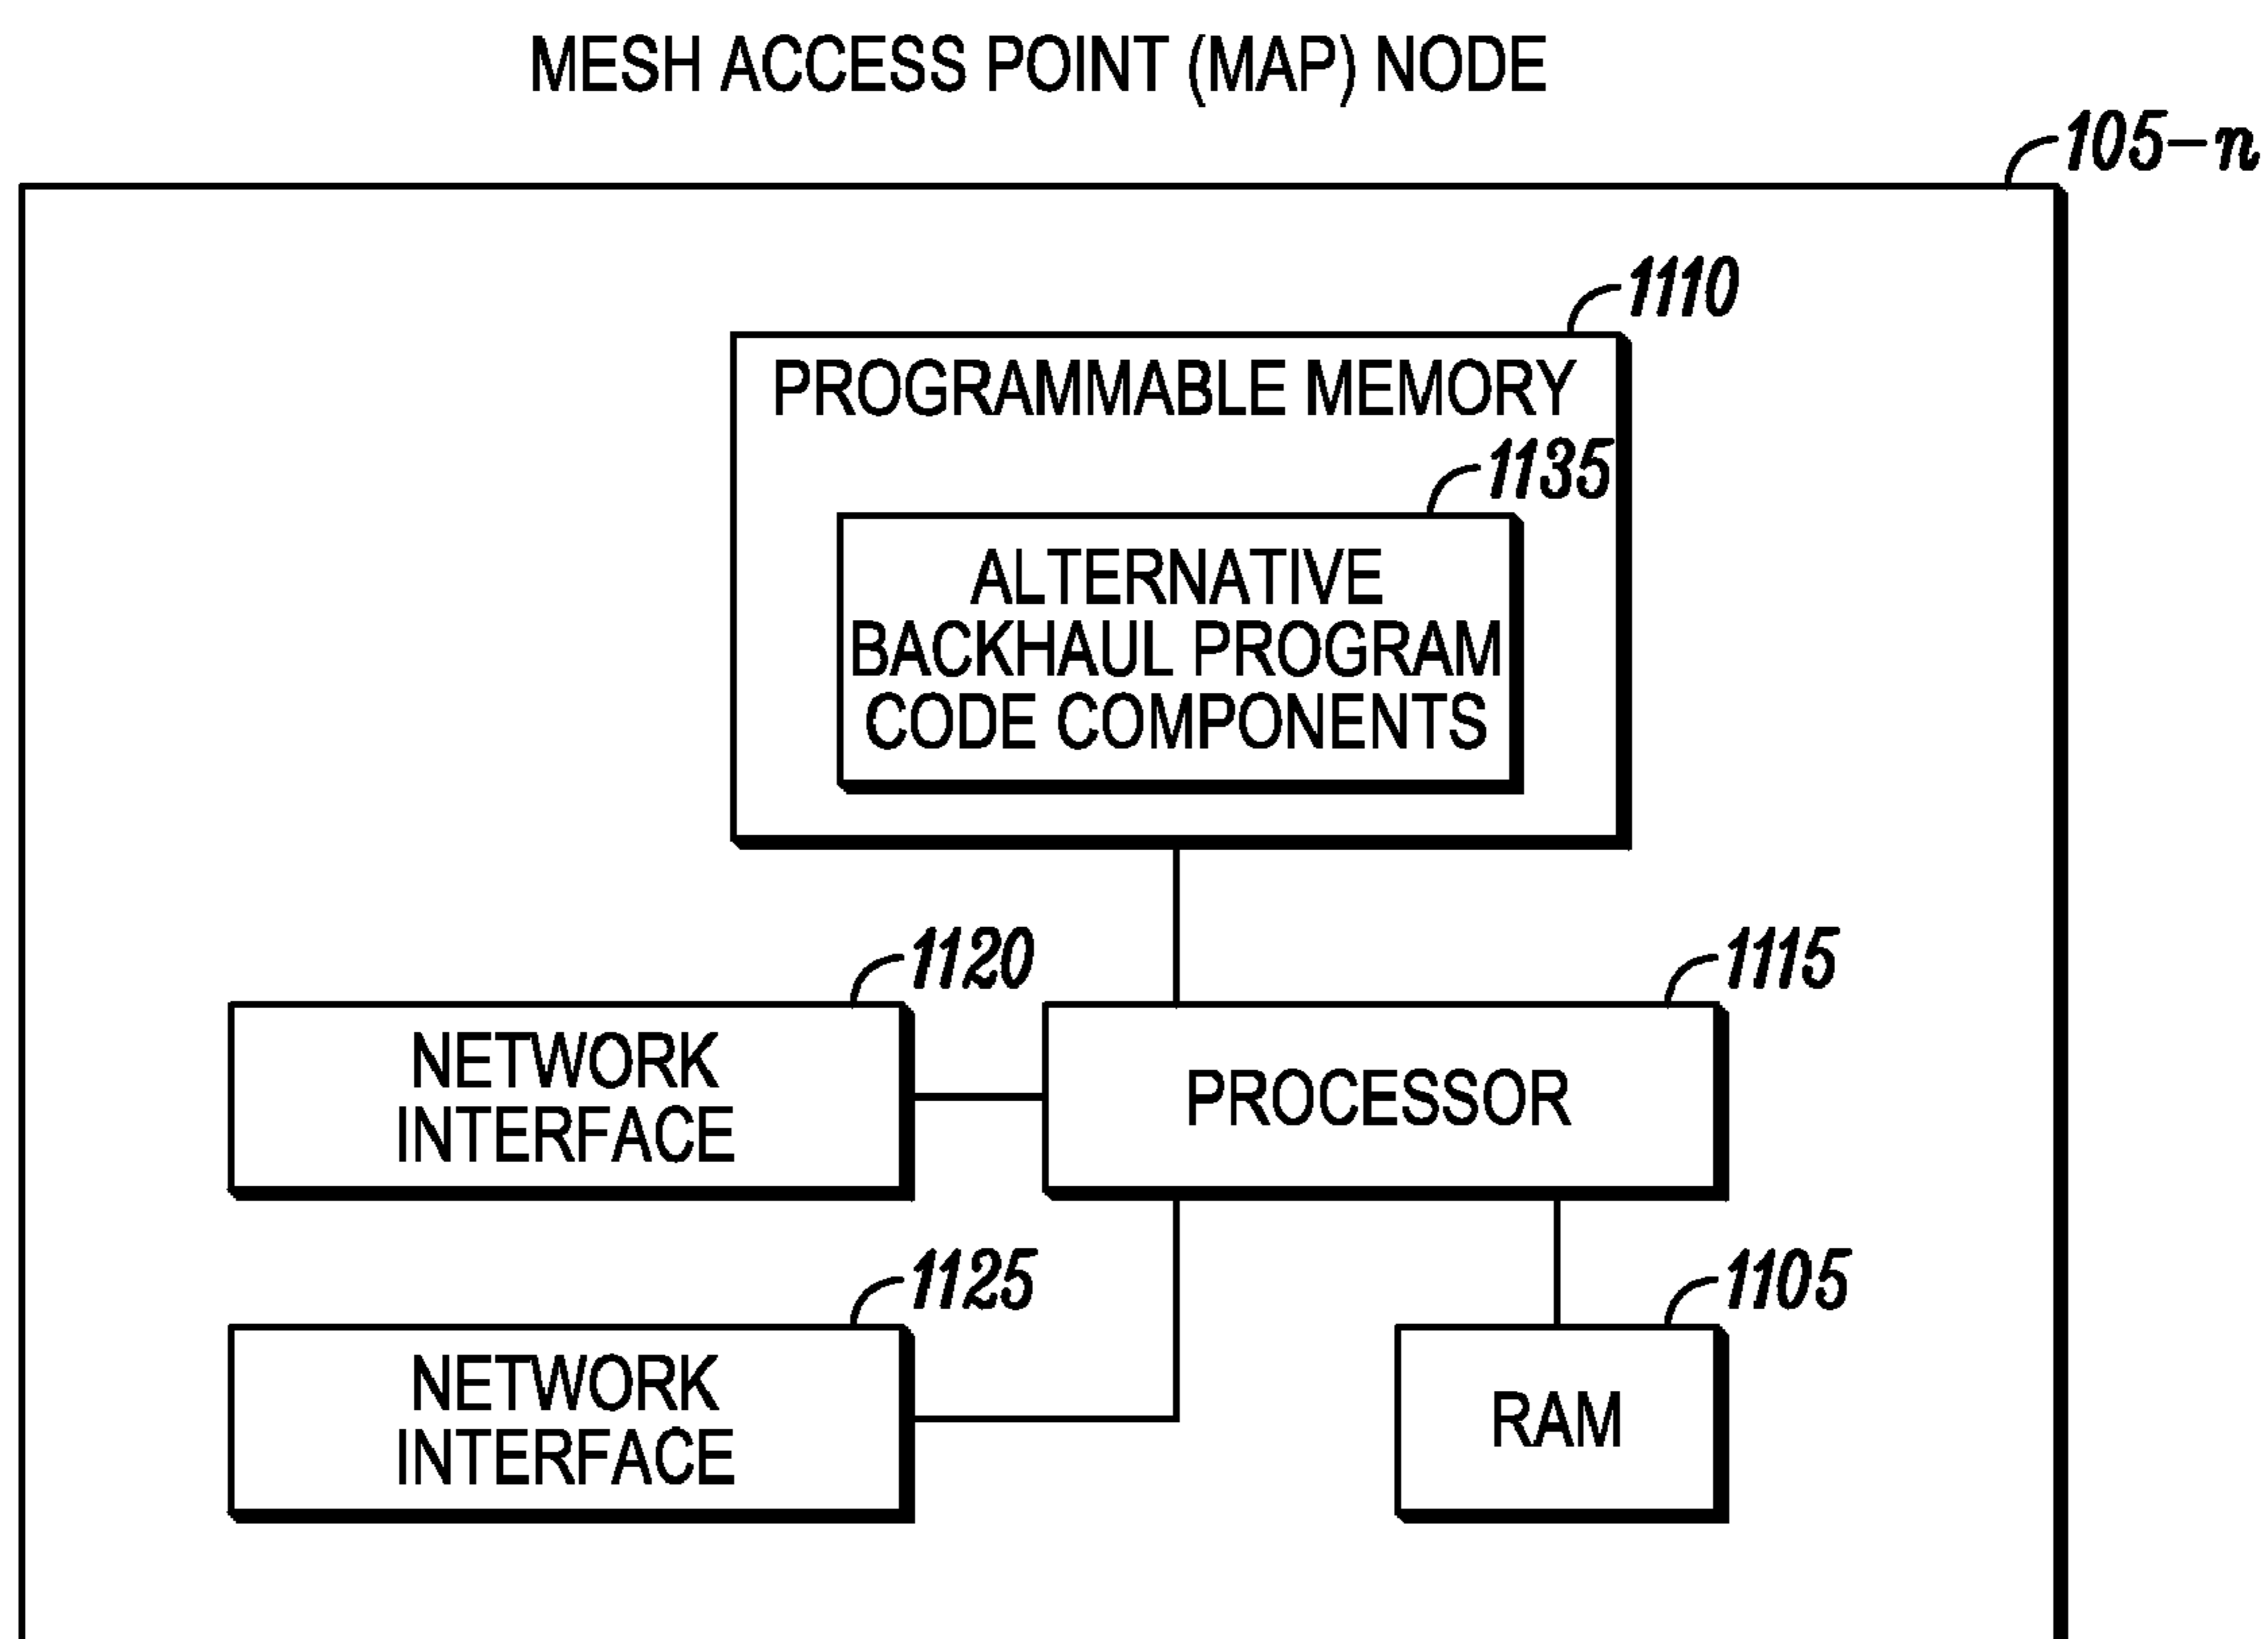 MESH ACCESS POINT (MAP) NODE
105-n
1110
PROGRAMMABLE MEMORY
1135
ALTERNATIVE
BACKHAUL PROGRAM
CODE COMPONENTS
1120
NETWORK
INTERFACE
1115
PROCESSOR
1125
NETWORK
INTERFACE
1105
RAM